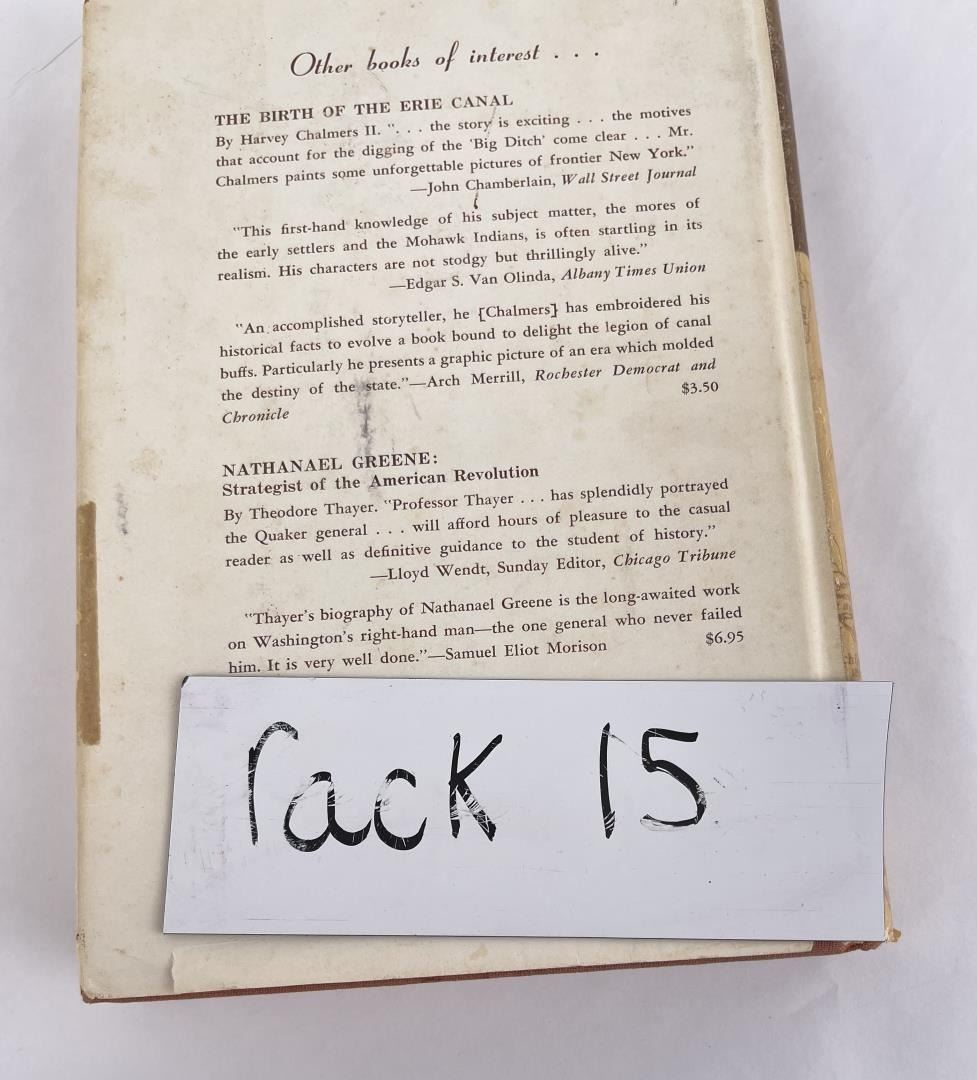 Other books of interest . . .
THE BIRTH OF THE ERIE CANAL
By Harvey Chalmers II. ". . . the story is exciting . . . the motives
that account for the digging of the 'Big Ditch' come clear . . . Mr.
Chalmers paints some unforgettable pictures of frontier New York."
—John Chamberlain, Wall Street Journal
"This first-hand knowledge of his subject matter, the mores of
the early settlers and the Mohawk Indians, is often startling in its
realism. His characters are not stodgy but thrillingly alive."
—Edgar S. Van Olinda, Albany Times Union
"An accomplished storyteller, he [Chalmers] has embroidered his
historical facts to evolve a book bound to delight the legion of canal
buffs. Particularly he presents a graphic picture of an era which molded
the destiny of the state."—Arch Merrill, Rochester Democrat and
Chronicle $3.50
NATHANAEL GREENE:
Strategist of the American Revolution
By Theodore Thayer. "Professor Thayer . . . has splendidly portrayed
the Quaker general . . . will afford hours of pleasure to the casual
reader as well as definitive guidance to the student of history."
—Lloyd Wendt, Sunday Editor, Chicago Tribune
"Thayer's biography of Nathanael Greene is the long-awaited work
on Washington's right-hand man—the one general who never failed
him. It is very well done."—Samuel Eliot Morison $6.95
rack 15